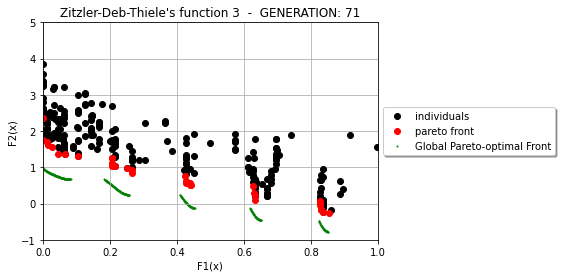 Zitzler-Deb-Thiele's function 3 - GENERATION: 71
5
4
3
2
1
0
−1
F2(x)
0.0 0.2 0.4 0.6 0.8 1.0
F1(x)
individuals
pareto front
Global Pareto-optimal Front